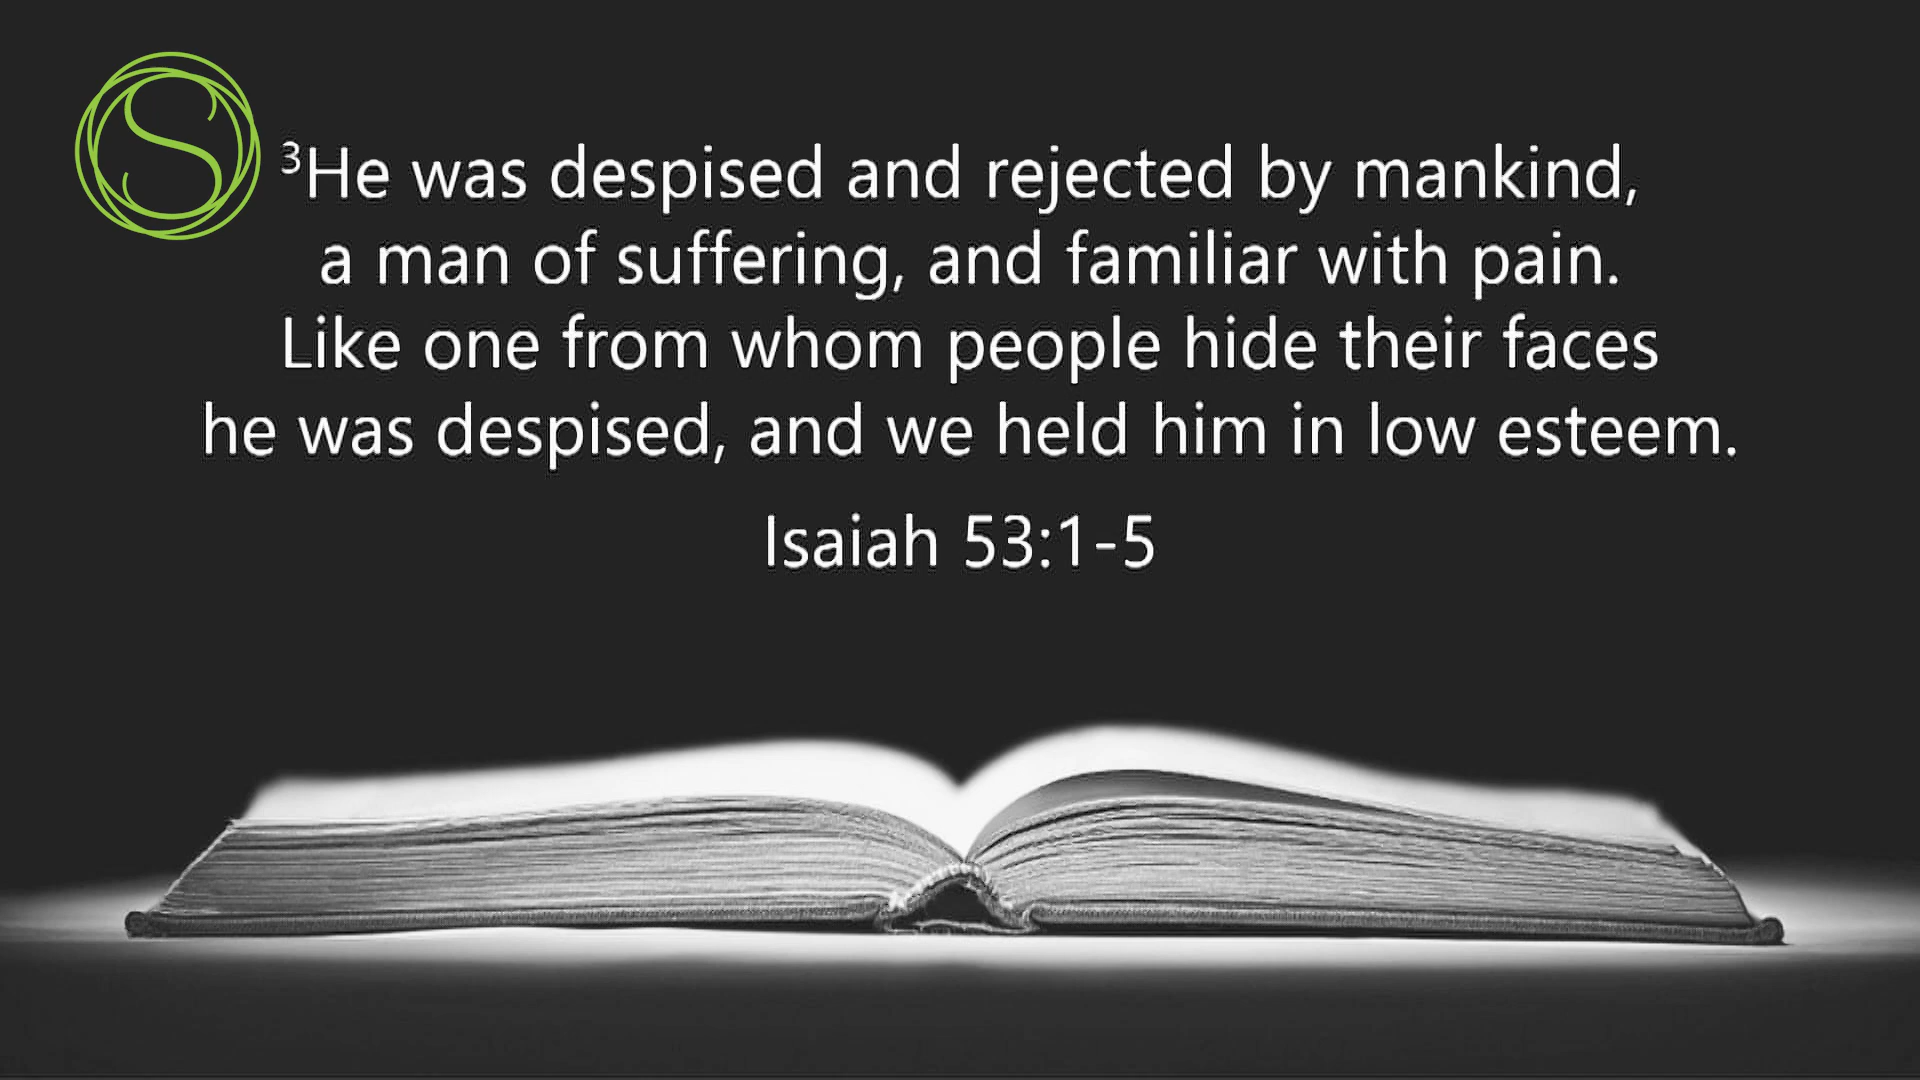 S
³He was despised and rejected by mankind,
a man of suffering, and familiar with pain.
Like one from whom people hide their faces
he was despised, and we held him in low esteem.
Isaiah 53:1-5